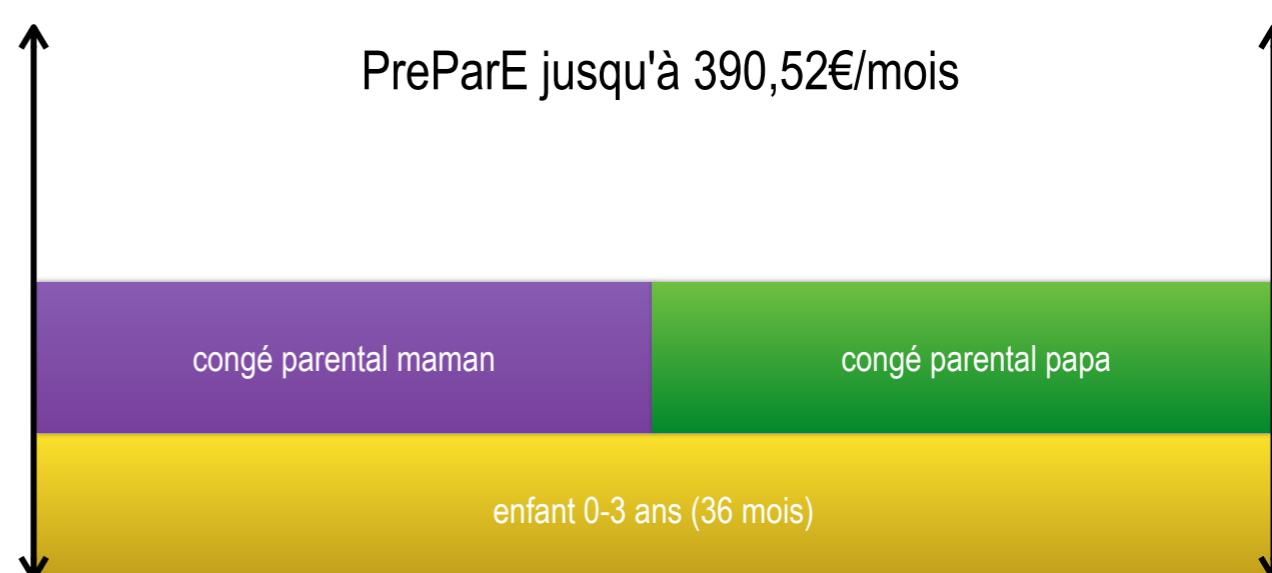 PreParE jusqu'à 390,52€/mois
congé parental maman
congé parental papa
enfant 0-3 ans (36 mois)